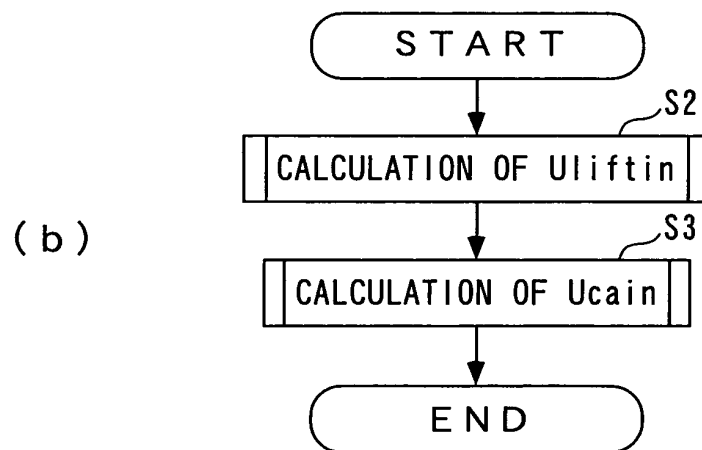 START
S2
CALCULATION OF Uliftin
(b)
S3
CALCULATION OF Ucain
END